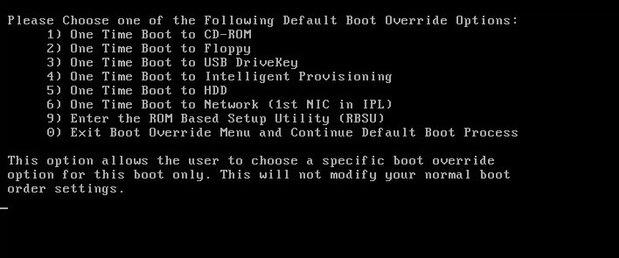 Please Choose one of the Following Default Boot Override Options:
1) One Time Boot to CD-ROM
2) One Time Boot to Floppy
3) One Time Boot to USB DriveKey
4) One Time Boot to Intelligent Provisioning
5) One Time Boot to HDD
6) One Time Boot to Network (1st NIC in IPL)
9) Enter the ROM Based Setup Utility (RBSU)
0) Exit Boot Override Menu and Continue Default Boot Process
This option allows the user to choose a specific boot override
option for this boot only. This will not modify your normal boot
order settings.